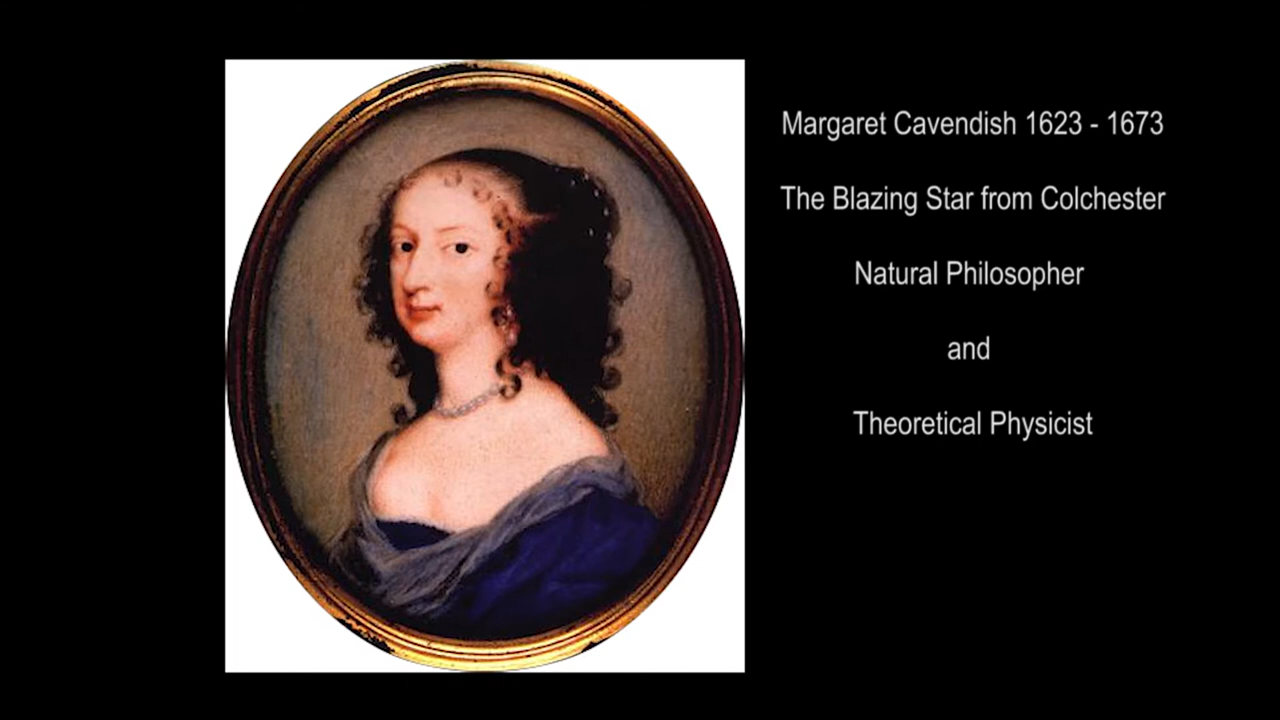 Margaret Cavendish 1623 - 1673
The Blazing Star from Colchester
Natural Philosopher
and
Theoretical Physicist